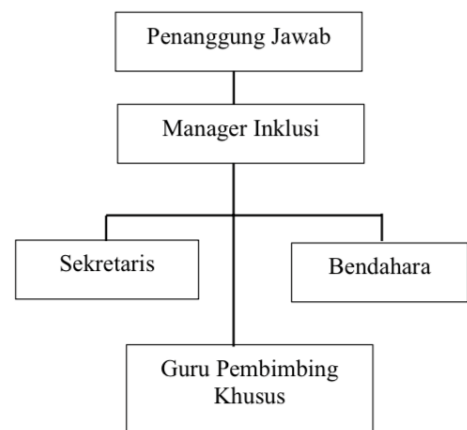 Penanggung Jawab
Manager Inklusi
Sekretaris
Bendahara
Guru Pembimbing
Khusus